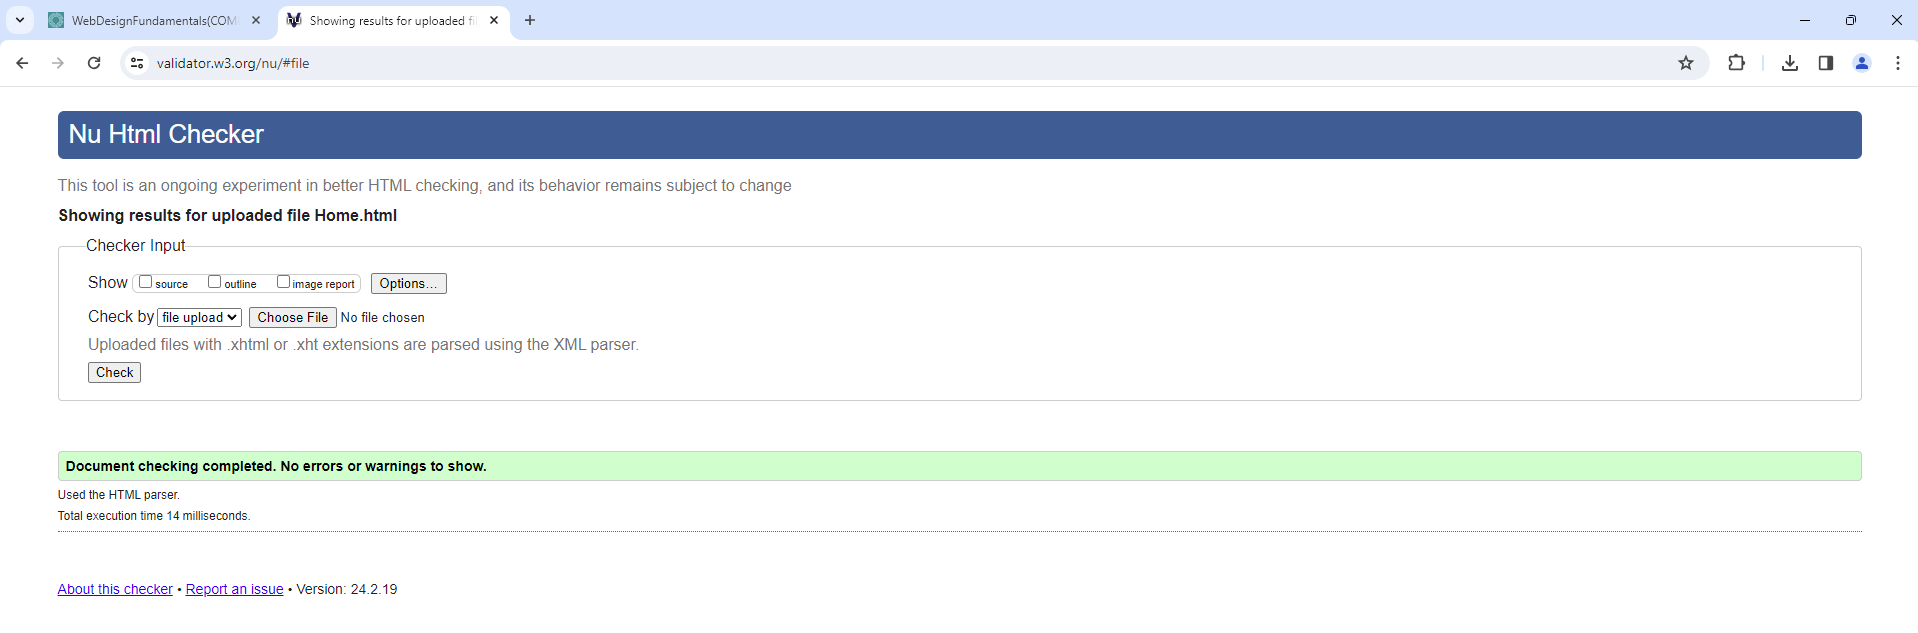 WebDesignFundamentals(COM
Showing results for uploaded fi
validator.w3.org/nu/#file
Nu Html Checker
This tool is an ongoing experiment in better HTML checking, and its behavior remains subject to change
Showing results for uploaded file Home.html
Checker Input
Show source outline image report Options...
Check by file upload Choose File No file chosen
Uploaded files with .xhtml or .xht extensions are parsed using the XML parser.
Check
Document checking completed. No errors or warnings to show.
Used the HTML parser.
Total execution time 14 milliseconds.
About this checker • Report an issue • Version: 24.2.19